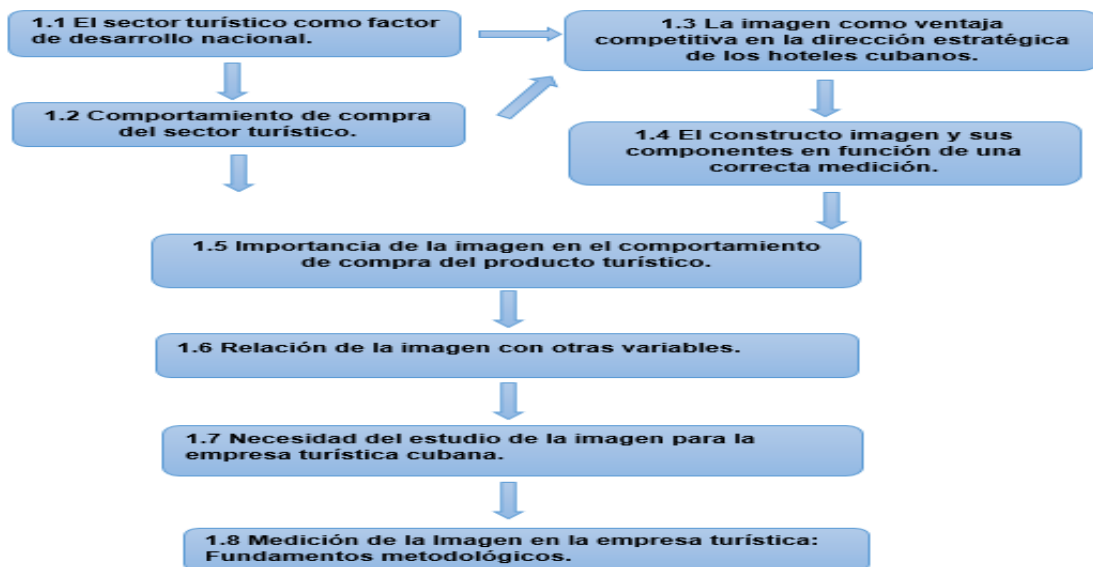 1.1 El sector turístico como factor
de desarrollo nacional.
1.2 Comportamiento de compra
del sector turístico.
1.3 La imagen como ventaja
competitiva en la dirección estratégica
de los hoteles cubanos.
1.4 El constructo imagen y sus
componentes en función de una
correcta medición.
1.5 Importancia de la imagen en el comportamiento
de compra del producto turístico.
1.6 Relación de la imagen con otras variables.
1.7 Necesidad del estudio de la imagen para la
empresa turística cubana.
1.8 Medición de la Imagen en la empresa turística:
Fundamentos metodológicos.